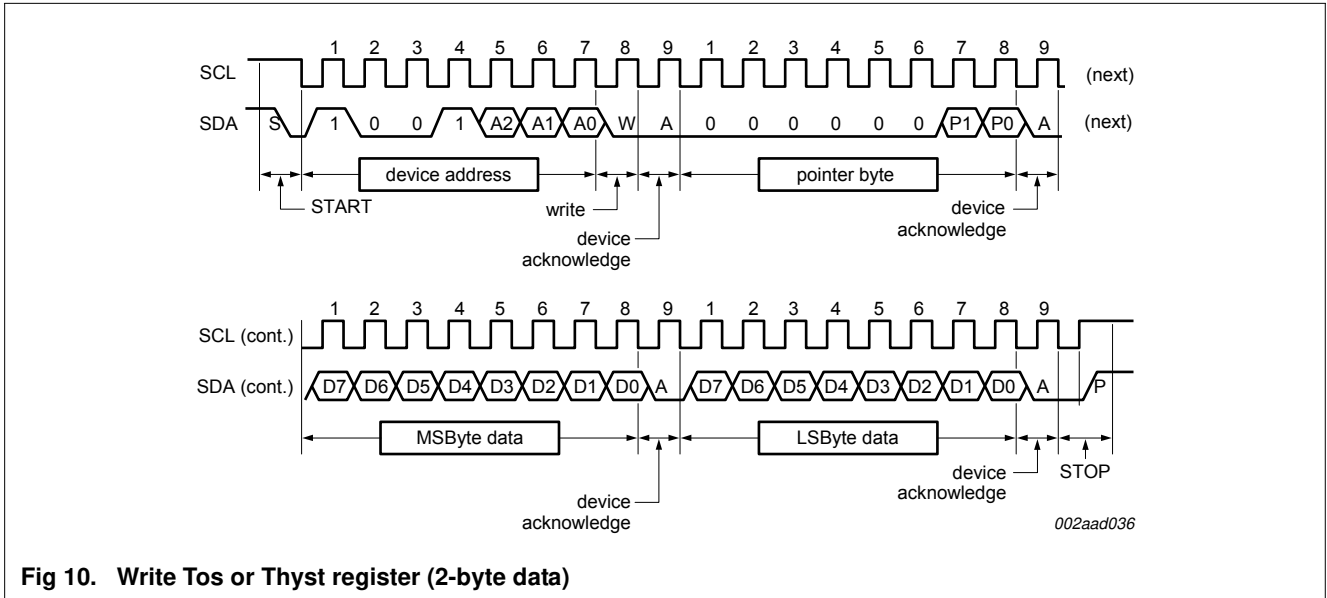 1 2 3 4 5 6 7 8 9 1 2 3 4 5 6 7 8 9
SCL (next)
SDA S 1 0 0 1 A2 A1 A0 W A 0 0 0 0 0 0 P1 P0 A (next)
device address pointer byte
START write device
device acknowledge
acknowledge
1 2 3 4 5 6 7 8 9 1 2 3 4 5 6 7 8 9
SCL (cont.)
SDA (cont.) D7 D6 D5 D4 D3 D2 D1 D0 A D7 D6 D5 D4 D3 D2 D1 D0 A P
MSByte data LSByte data
device STOP
device acknowledge
acknowledge
002aad036
Fig 10. Write Tos or Thyst register (2-byte data)